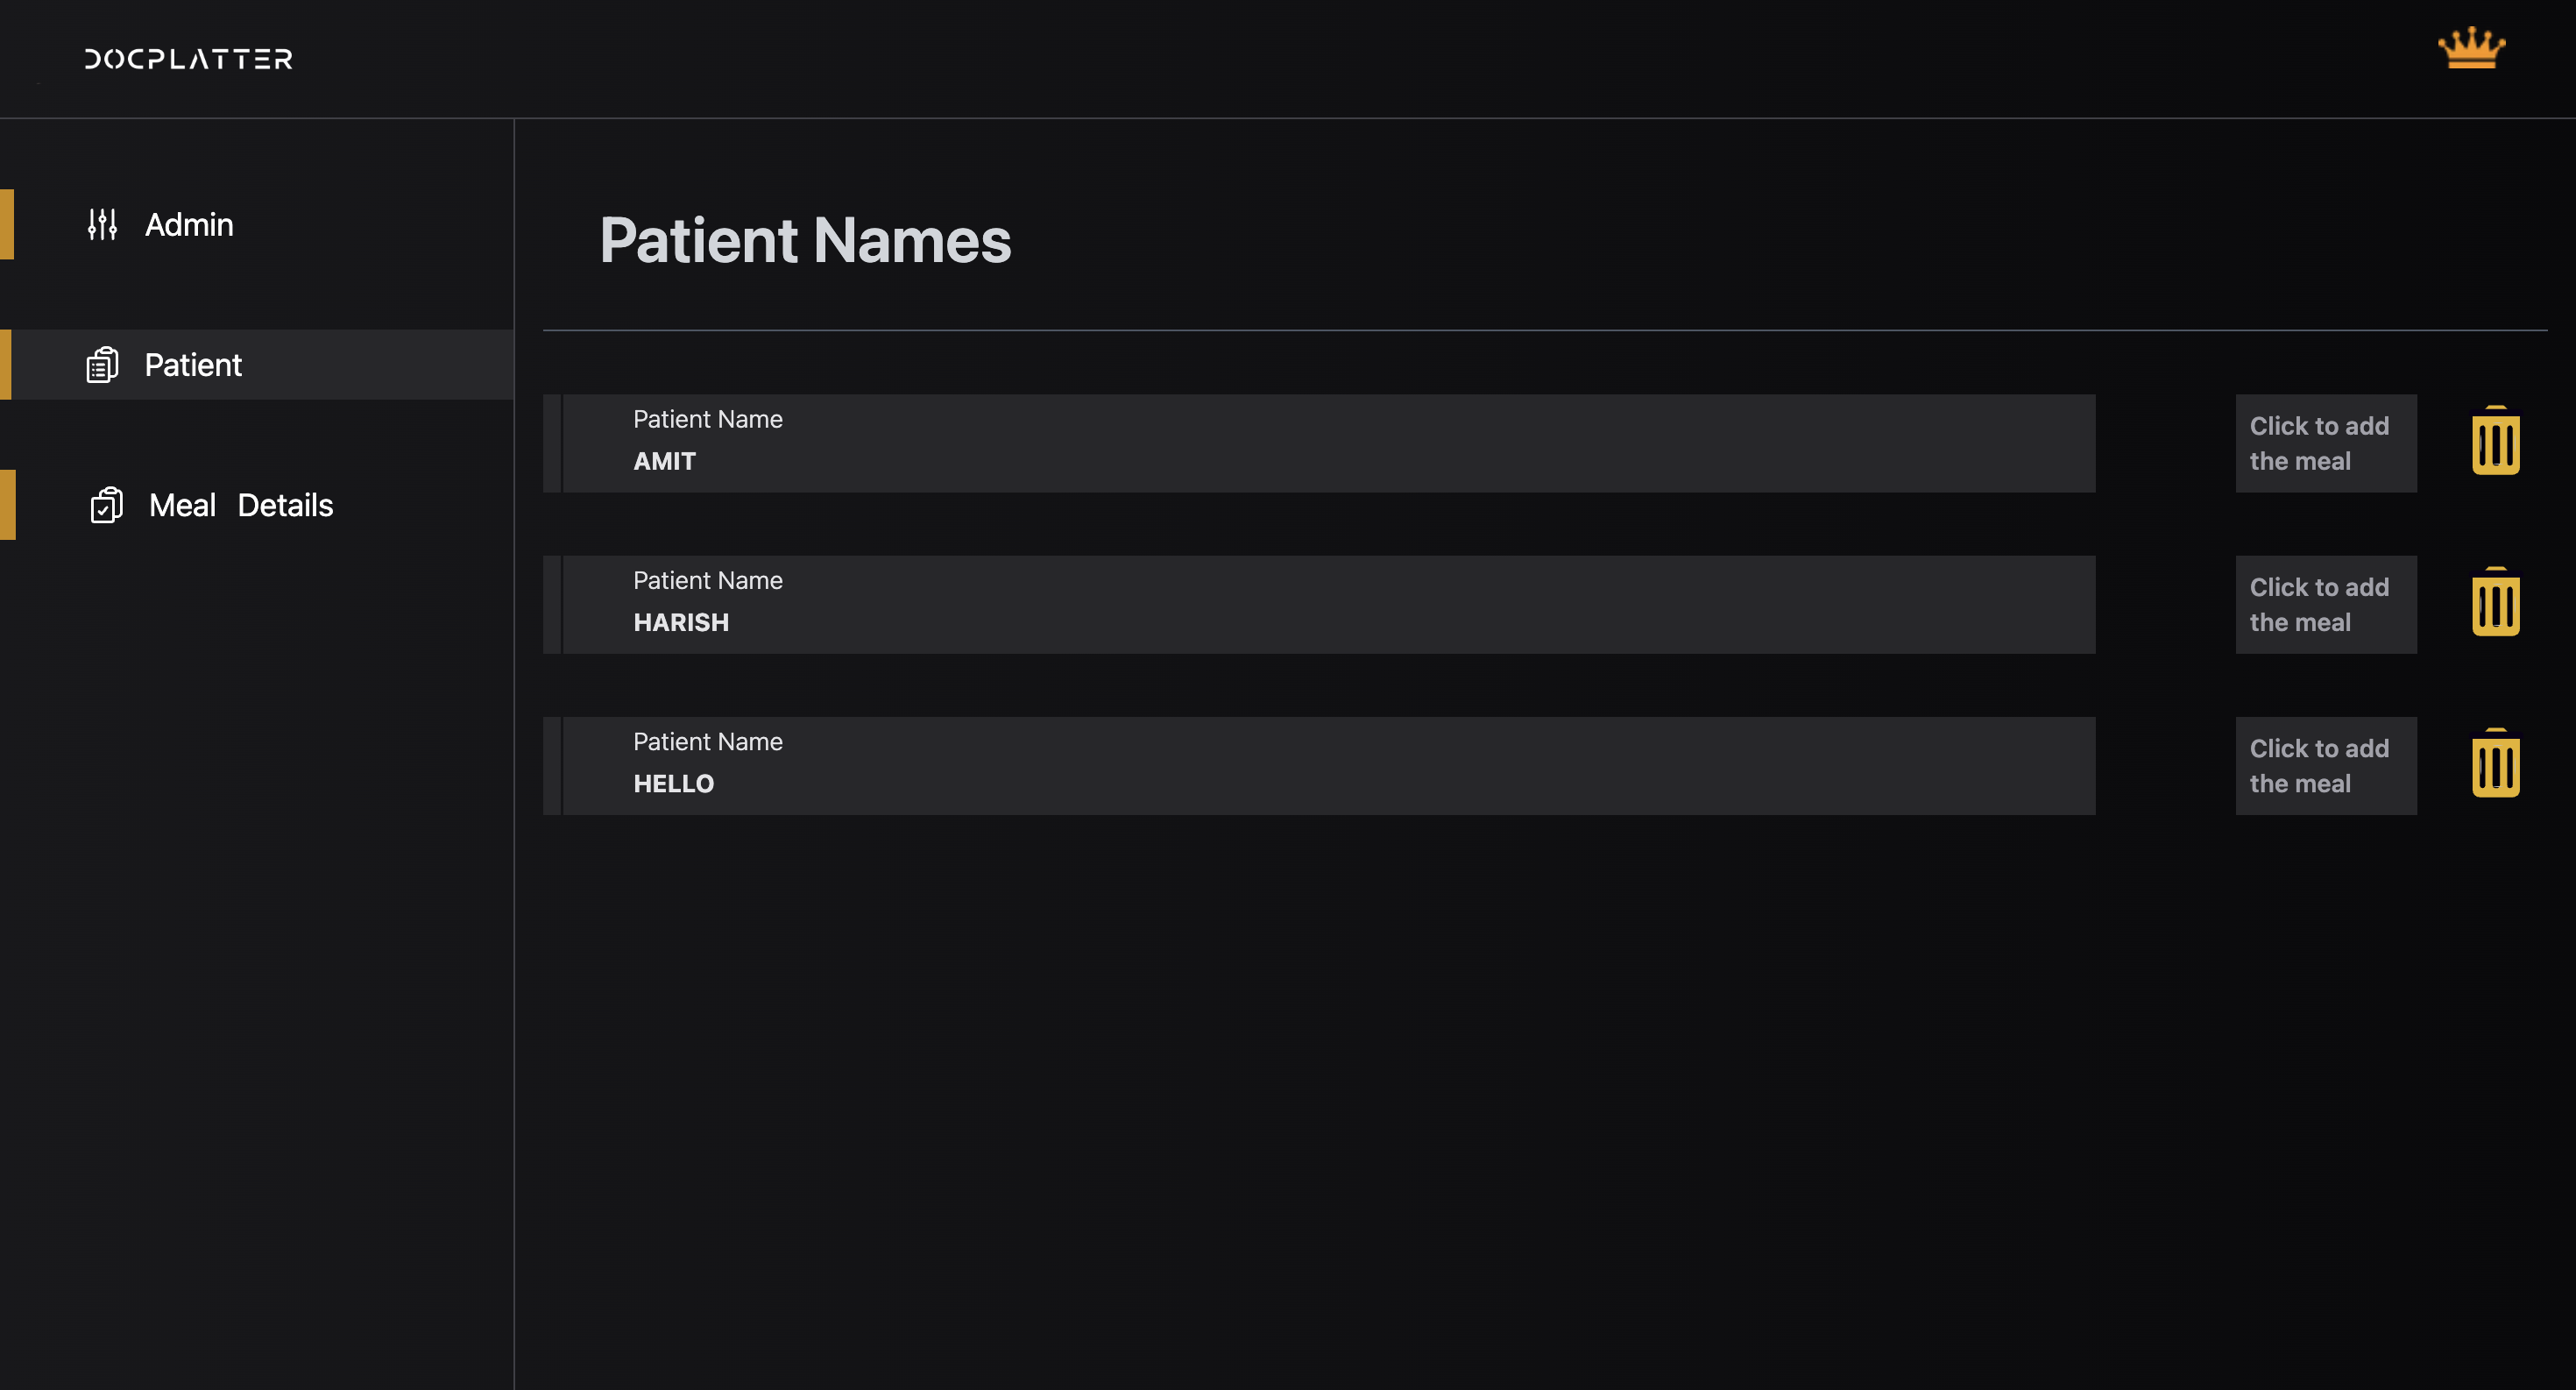 DOCPLATTER
Admin
Patient
Meal Details
Patient Names
Patient Name
AMIT
Click to add
the meal
Patient Name
HARISH
Click to add
the meal
Patient Name
HELLO
Click to add
the meal